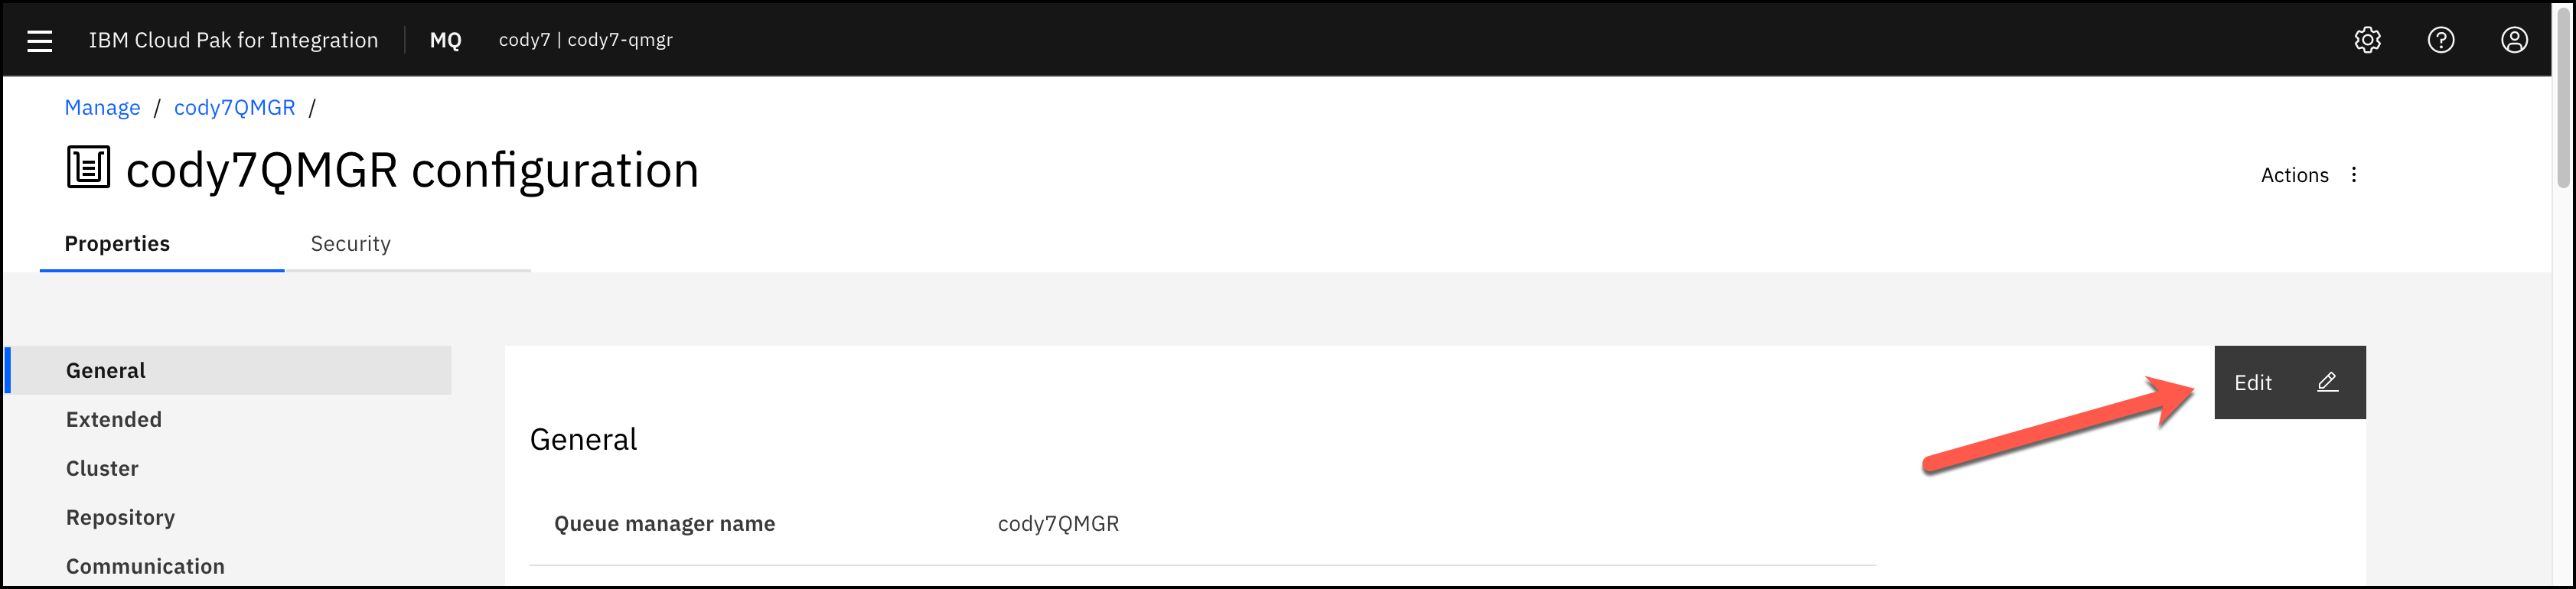 IBM Cloud Pak for Integration | MQ cody7 | cody7-qmgr
Manage / cody7QMGR /
cody7QMGR configuration
Actions
Properties Security
General
Extended
Cluster
Repository
Communication
Edit
General
Queue manager name cody7QMGR